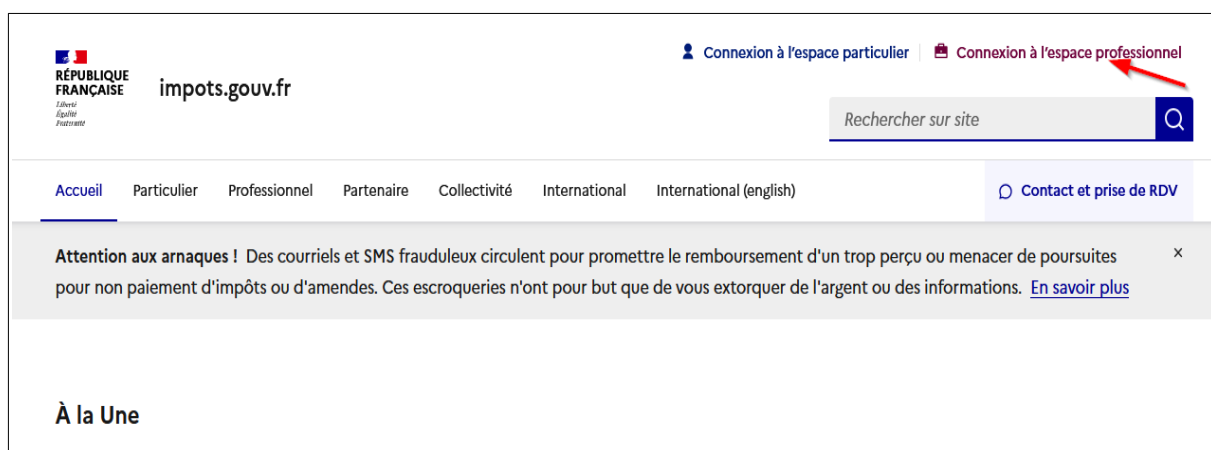 Connexion à l'espace particulier
Connexion à l'espace professionnel
RÉPUBLIQUE
FRANÇAISE
Liberté
Égalité
Fraternité
impots.gouv.fr
Rechercher sur site
Accueil Particulier Professionnel Partenaire Collectivité International International (english) Contact et prise de RDV
Attention aux arnaques ! Des courriels et SMS frauduleux circulent pour promettre le remboursement d'un trop perçu ou menacer de poursuites
pour non paiement d'impôts ou d'amendes. Ces escroqueries n'ont pour but que de vous extorquer de l'argent ou des informations. En savoir plus
À la Une